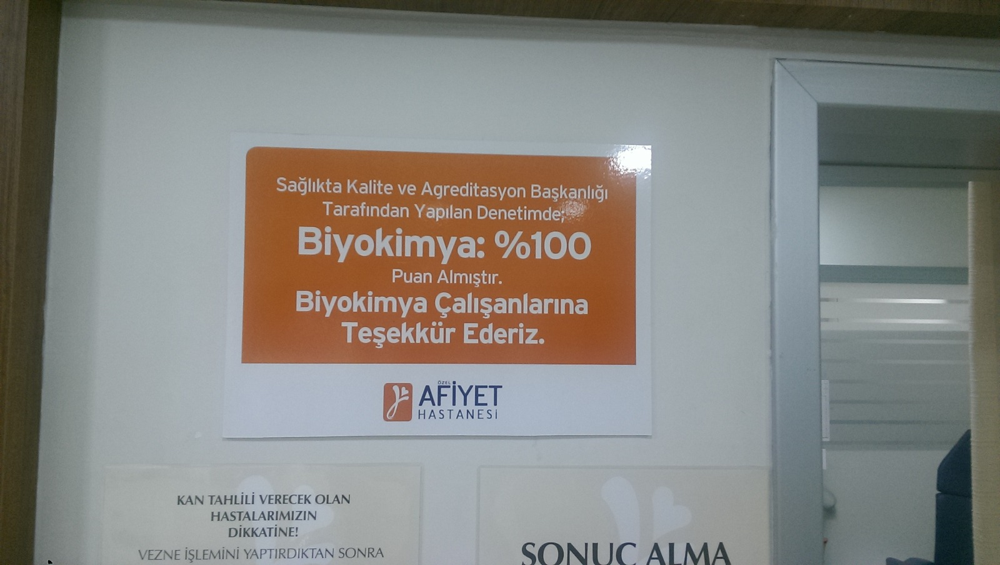 Sağlıkta Kalite ve Agreditasyon Başkanlığı
Tarafından Yapılan Denetimde;
Biyokimya: %100
Puan Almıştır.
Biyokimya Çalışanlarına
Teşekkür Ederiz.
ÖZEL
AFİYET
HASTANESİ
KAN TAHLİLİ VERECEK OLAN
HASTALARIMIZIN
DİKKATİNE!
VEZNE İŞLEMİNİ YAPTIRDIKTAN SONRA
SONUÇ ALMA